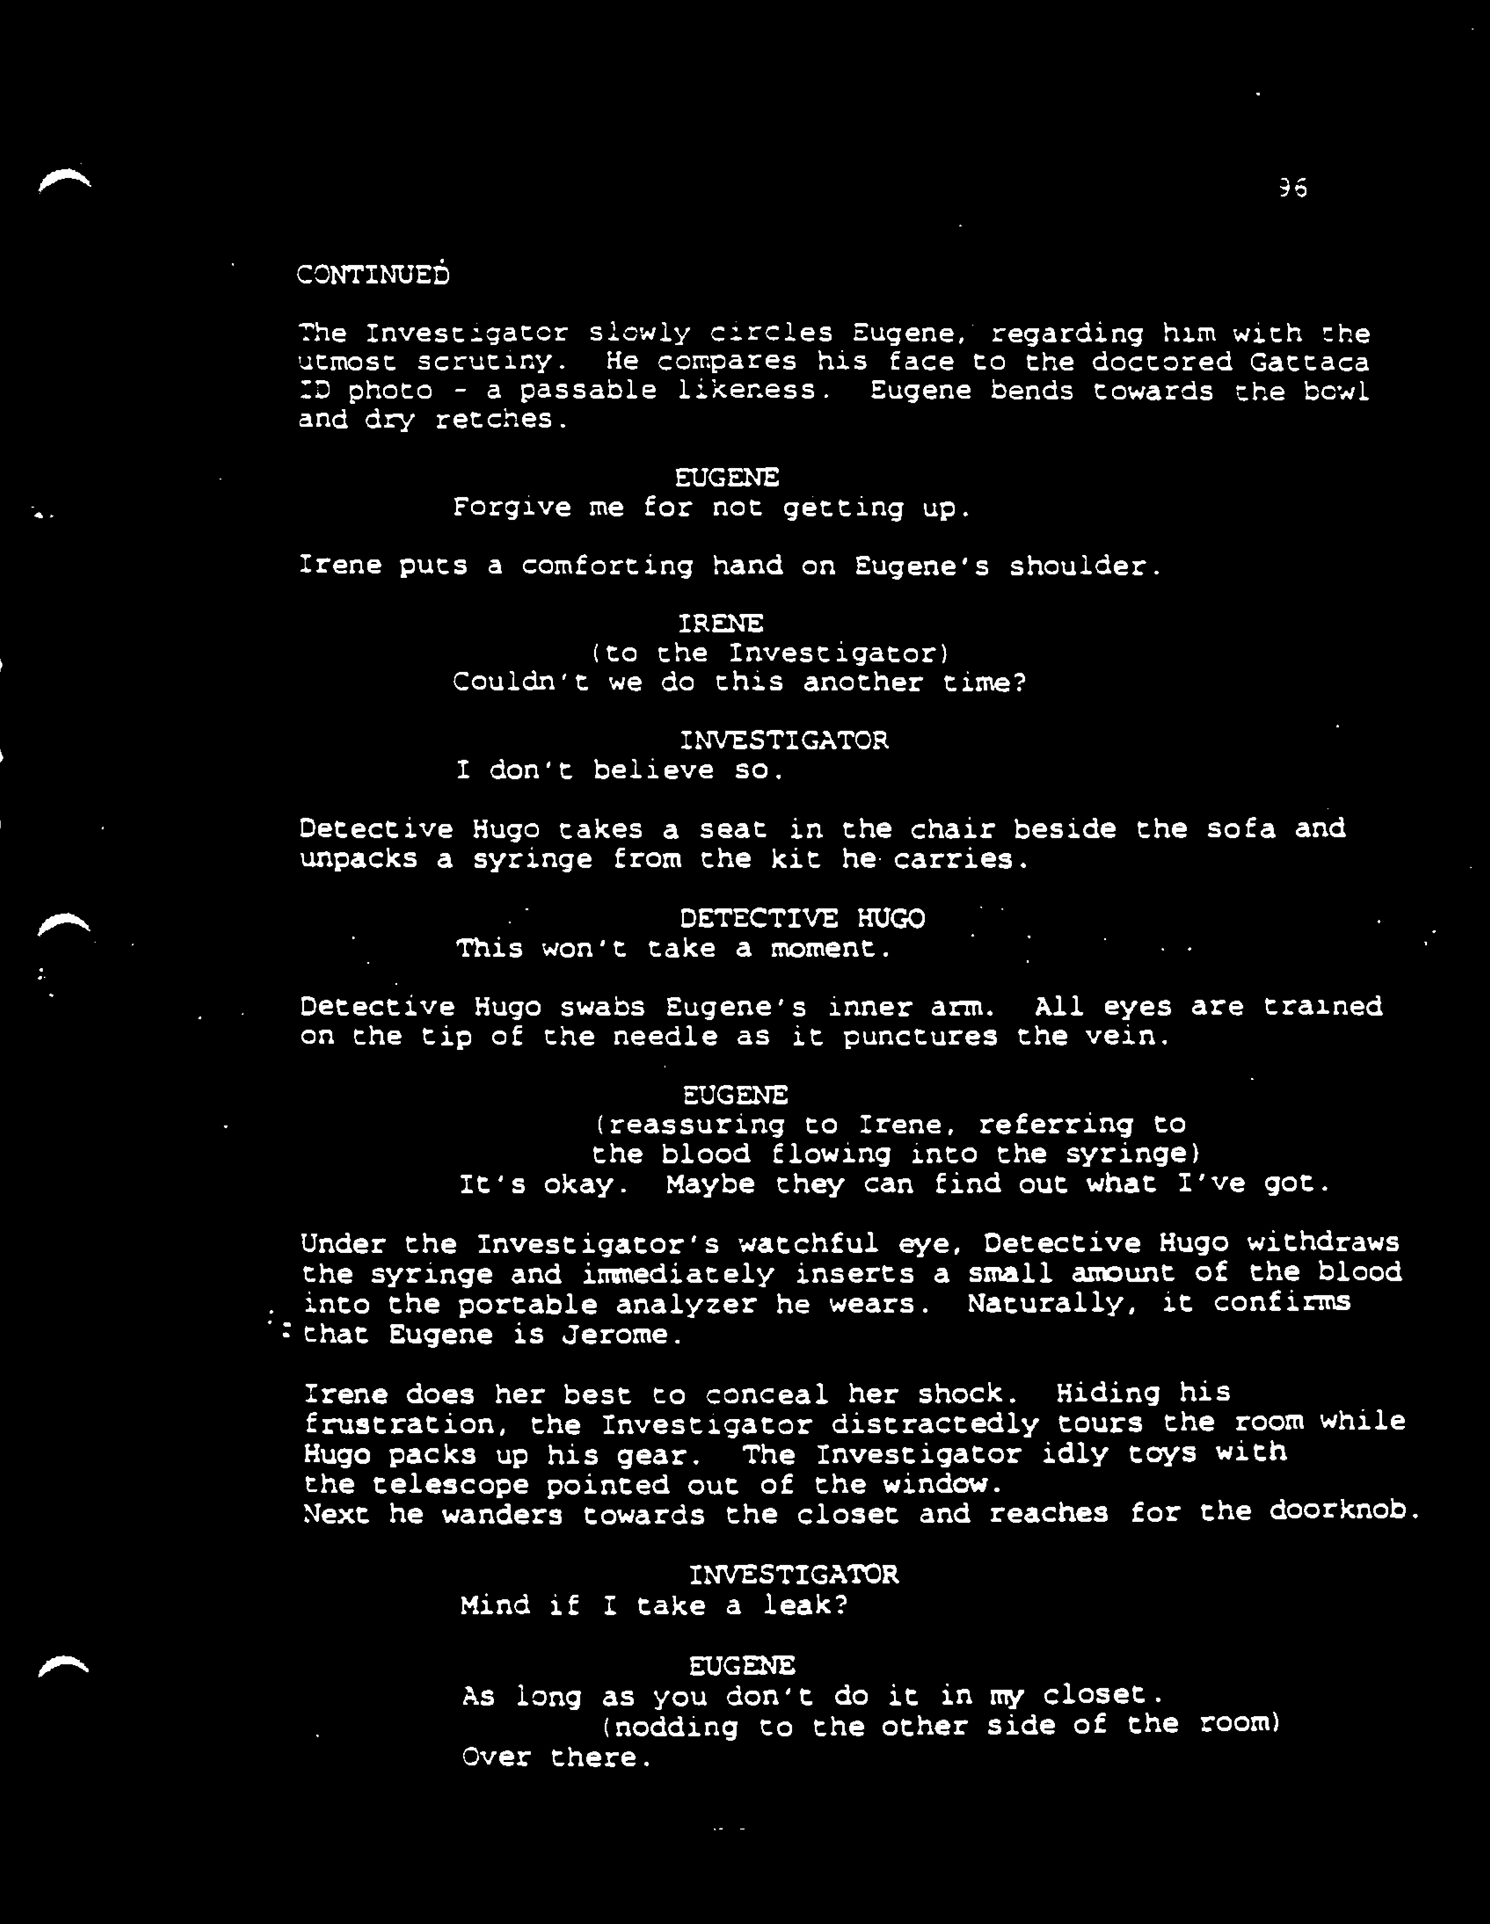 96
CONTINUED
The Investigator slowly circles Eugene, regarding him with the
utmost scrutiny. He compares his face to the doctored Gattaca
ID photo - a passable likeness. Eugene bends towards the bowl
and dry retches.
EUGENE
Forgive me for not getting up.
Irene puts a comforting hand on Eugene's shoulder.
IRENE
(to the Investigator)
Couldn't we do this another time?
INVESTIGATOR
I don't believe so.
Detective Hugo takes a seat in the chair beside the sofa and
unpacks a syringe from the kit he carries.
DETECTIVE HUGO
This won't take a moment.
Detective Hugo swabs Eugene's inner arm. All eyes are trained
on the tip of the needle as it punctures the vein.
EUGENE
(reassuring to Irene, referring to
the blood flowing into the syringe)
It's okay. Maybe they can find out what I've got.
Under the Investigator's watchful eye, Detective Hugo withdraws
the syringe and immediately inserts a small amount of the blood
into the portable analyzer he wears. Naturally, it confirms
that Eugene is Jerome.
Irene does her best to conceal her shock. Hiding his
frustration, the Investigator distractedly tours the room while
Hugo packs up his gear. The Investigator idly toys with
the telescope pointed out of the window.
Next he wanders towards the closet and reaches for the doorknob.
INVESTIGATOR
Mind if I take a leak?
EUGENE
As long as you don't do it in my closet.
(nodding to the other side of the room)
Over there.